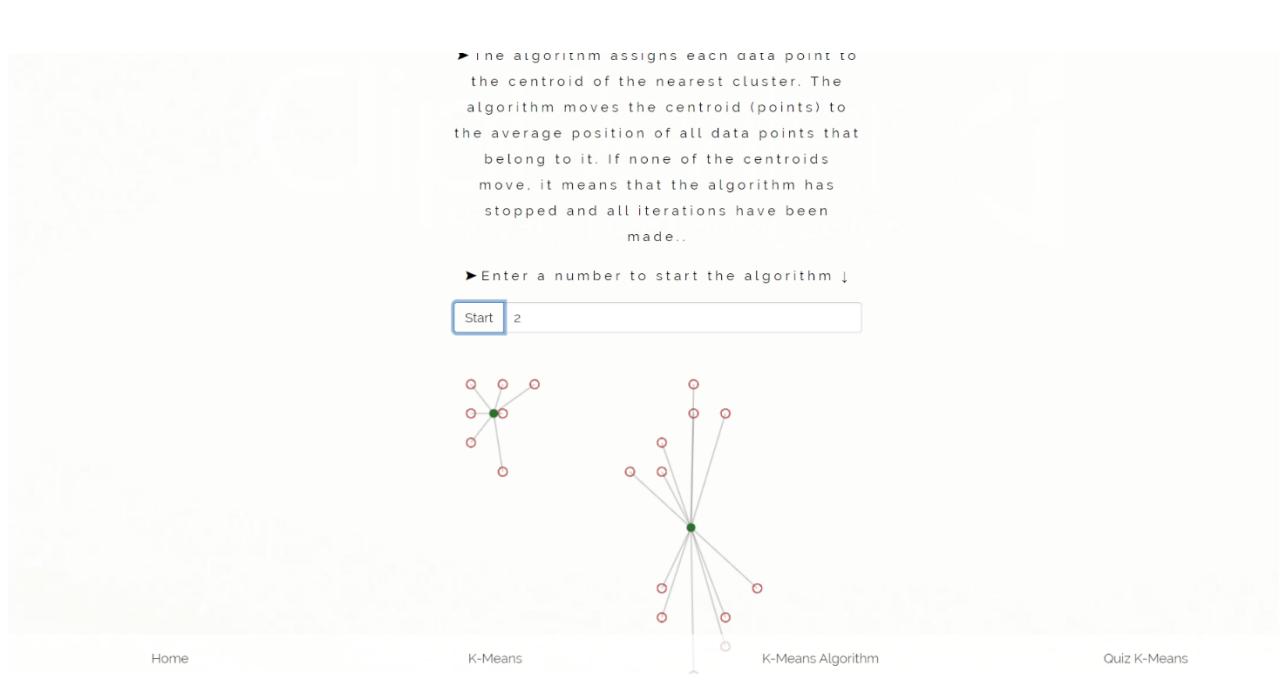 ➤The algorithm assigns each data point to
the centroid of the nearest cluster. The
algorithm moves the centroid (points) to
the average position of all data points that
belong to it. If none of the centroids
move, it means that the algorithm has
stopped and all iterations have been
made..
➤Enter a number to start the algorithm ↓
Start 2
Home K-Means K-Means Algorithm Quiz K-Means